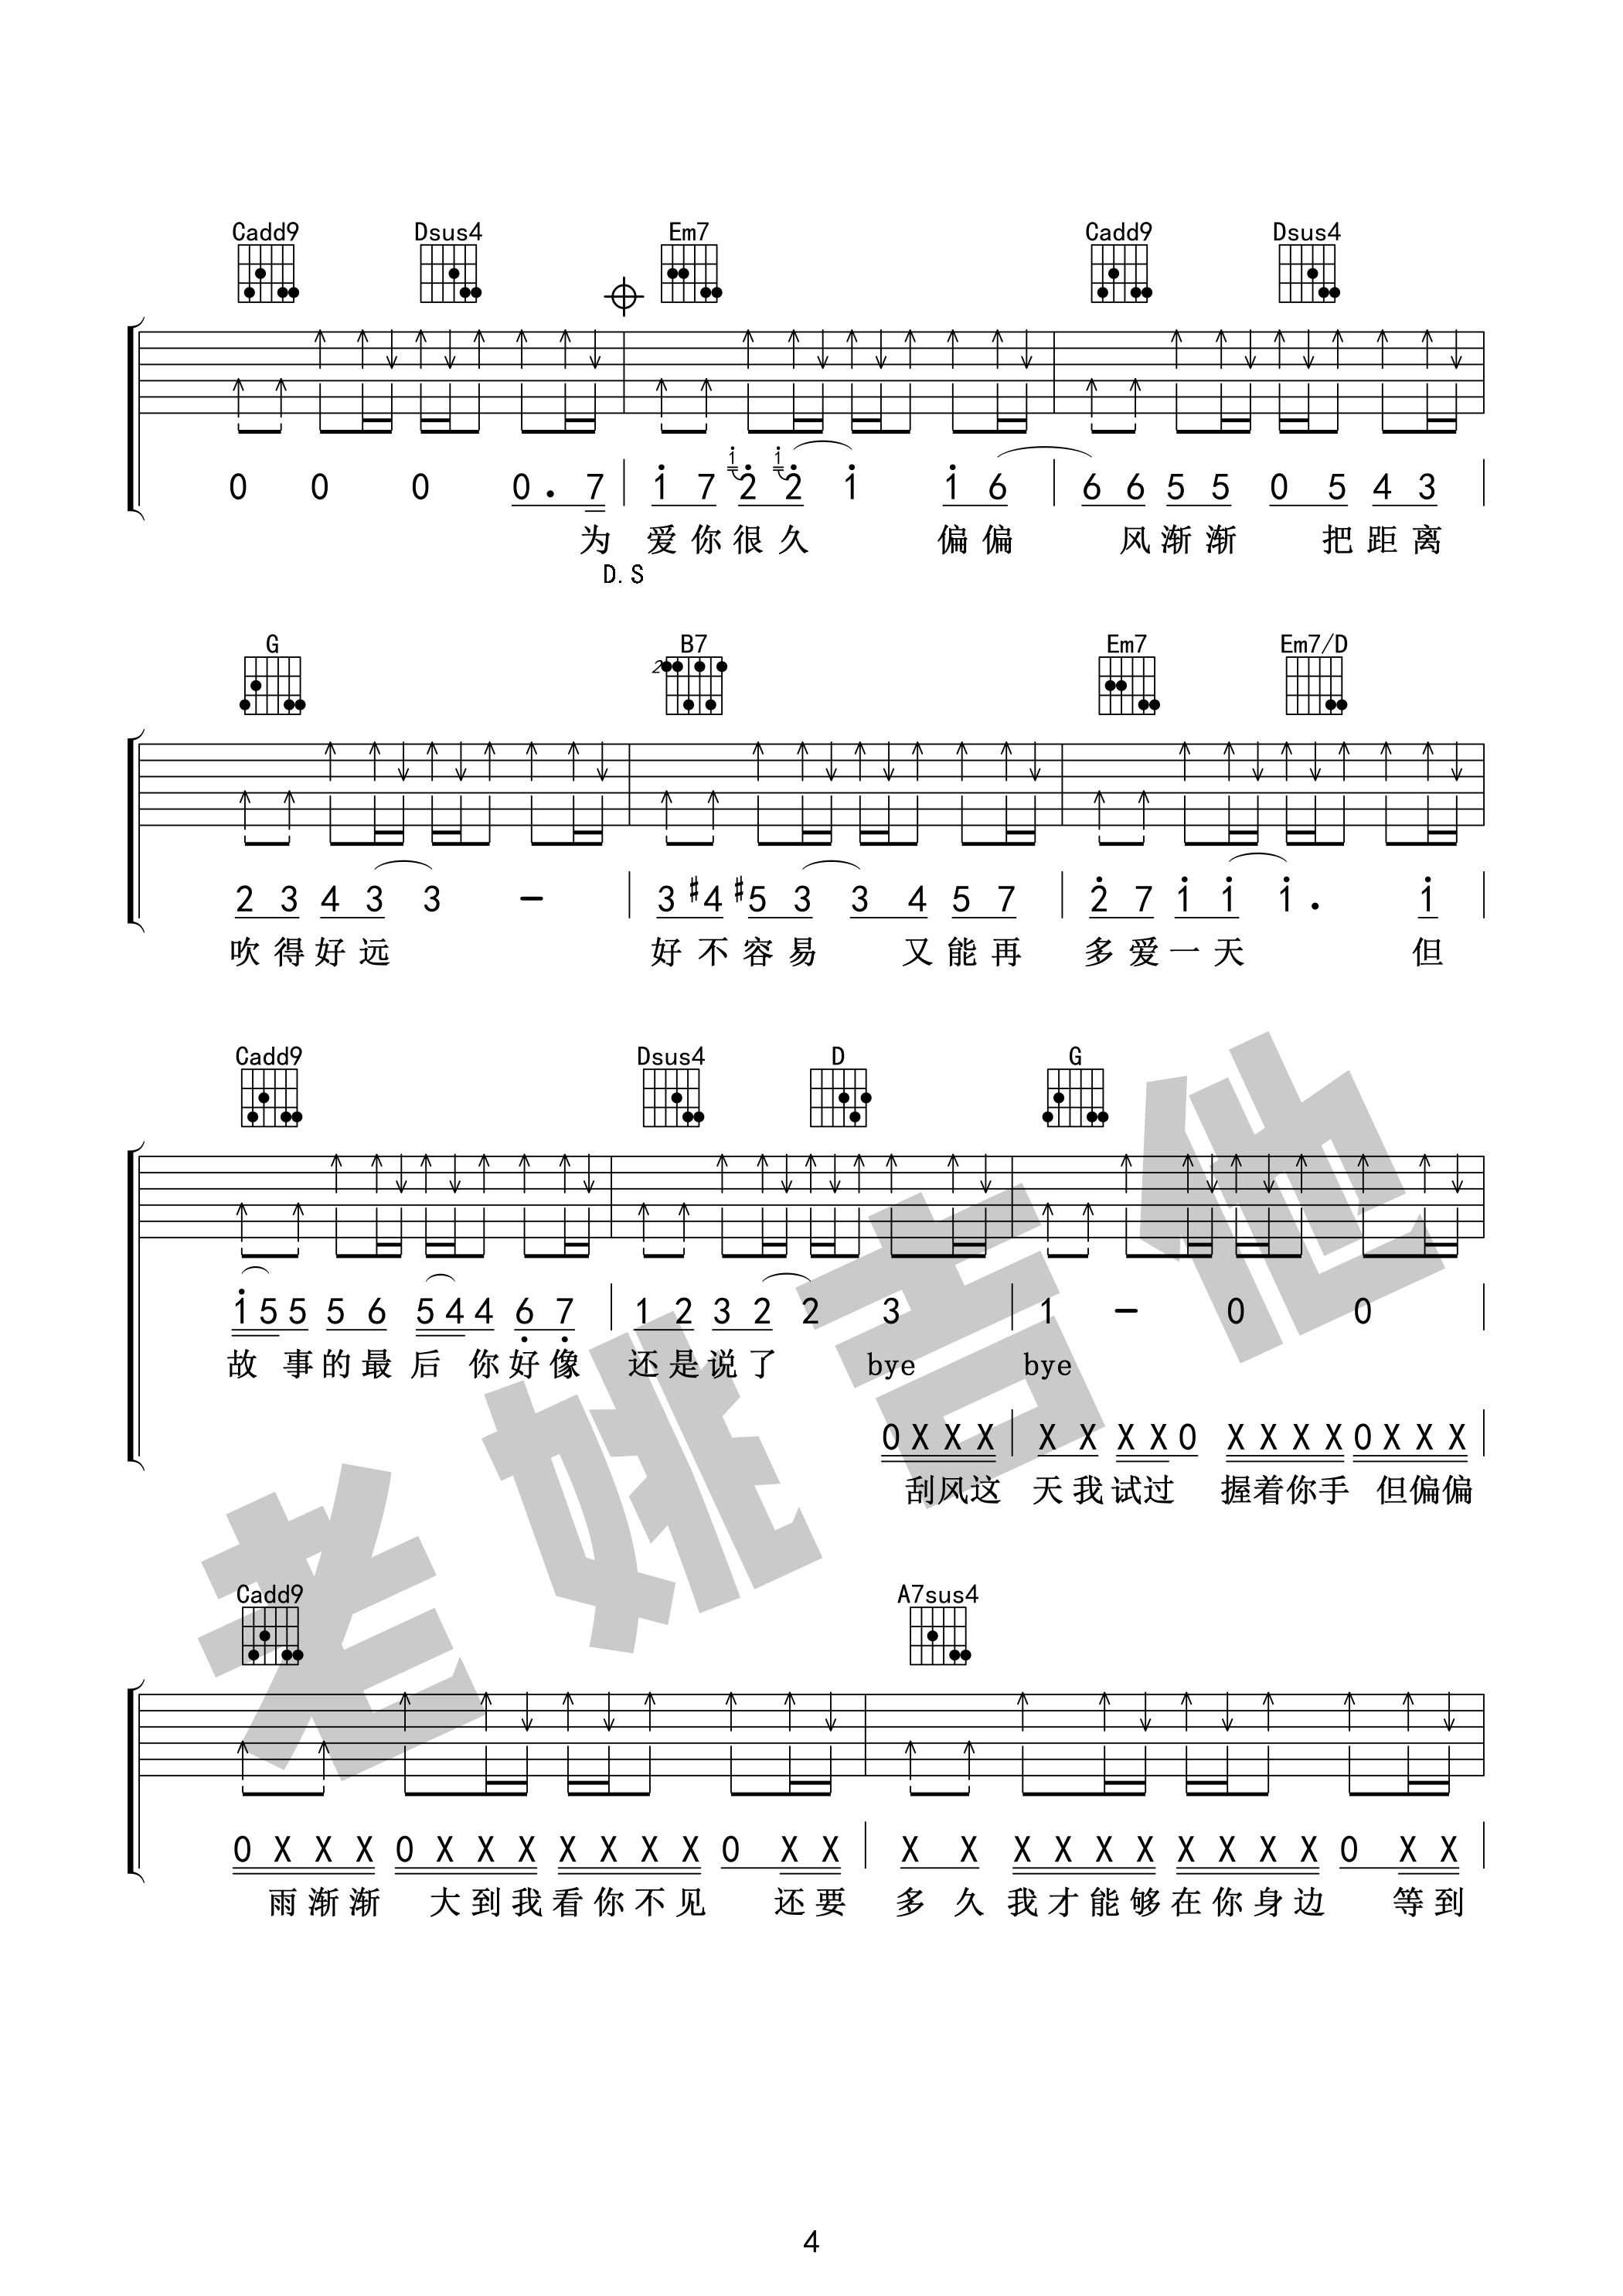 Cadd9 Dsus4 Em7 Cadd9 Dsus4
0 0 0 0. 7 | i 7 i 2̇ i 2̇ i i 6 | 6 6 5 5 0 5 4 3 |
为 爱 你 很 久 偏 偏 风 渐 渐 把 距 离
D.S
G B7 Em7 Em7/D
2
2 3 4 3 3 - | 3 #4 #5 3 3 4 5 7 | 2̇ 7 i i i. i |
吹 得 好 远 好 不 容 易 又 能 再 多 爱 一 天 但
Cadd9 Dsus4 D G
i 5 5 5 6 5 4 4 6̣ 7̣ | 1 2 3 2 2 3 | 1 - 0 0
故 事 的 最 后 你 好 像 还 是 说 了 bye bye
0 X X X | X X X X 0 X X X X 0 X X X |
刮 风 这 天 我 试 过 握 着 你 手 但 偏 偏
Cadd9 A7sus4
0 X X X 0 X X X X X X X 0 X X | X X X X X X X X X X 0 X X |
雨 渐 渐 大 到 我 看 你 不 见 还 要 多 久 我 才 能 够 在 你 身 边 等 到
老姚吉他
4